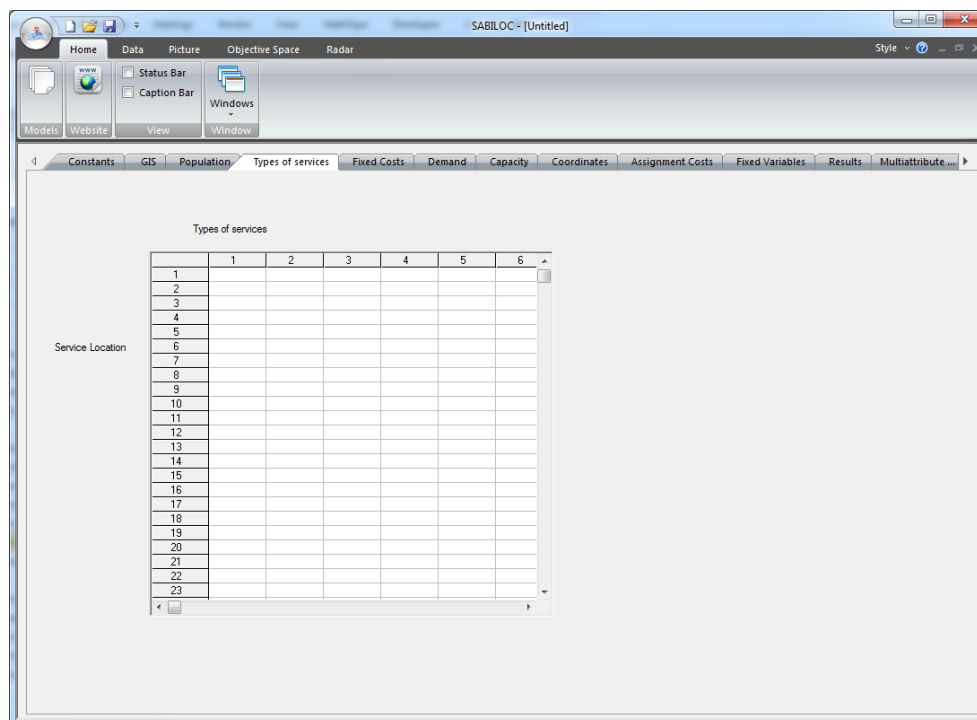 SABILOC - [Untitled]
Home Data Picture Objective Space Radar Style
WWW
Status Bar
Caption Bar
Windows
Models Website View Window
Constants GIS Population Types of services Fixed Costs Demand Capacity Coordinates Assignment Costs Fixed Variables Results Multiattribute ...
Types of services
1 2 3 4 5 6
1
2
3
4
5
Service Location
6
7
8
9
10
11
12
13
14
15
16
17
18
19
20
21
22
23